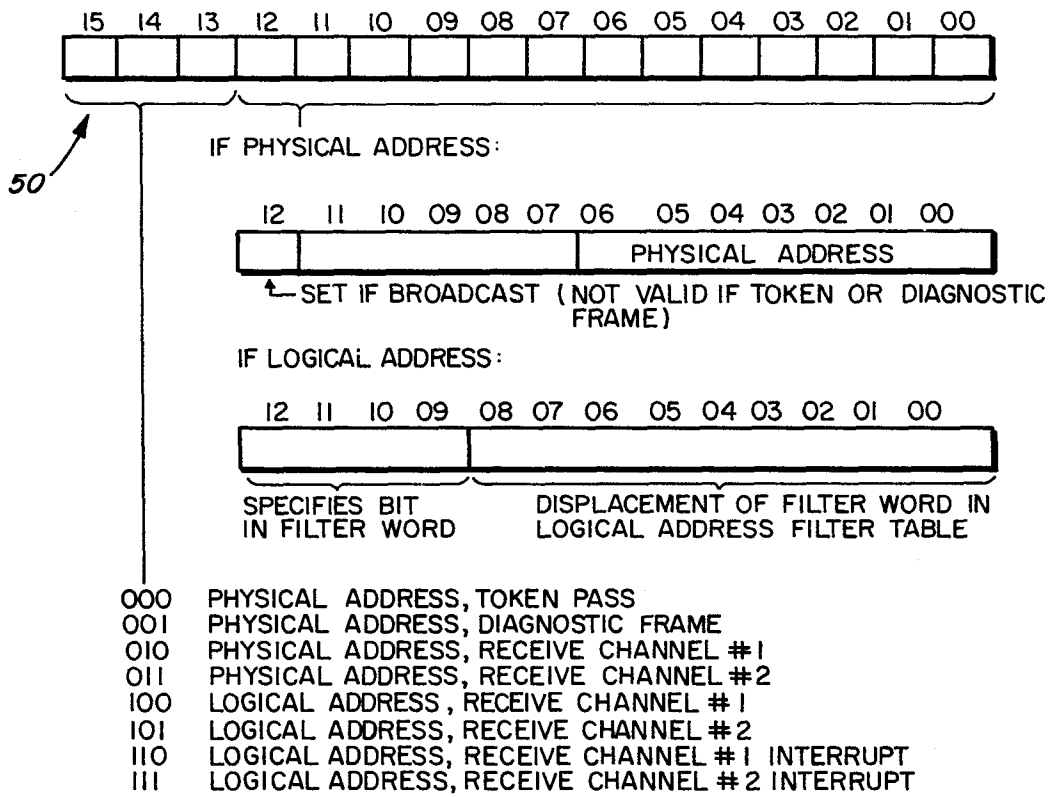 15 14 13 12 11 10 09 08 07 06 05 04 03 02 01 00
50
IF PHYSICAL ADDRESS:
12 11 10 09 08 07 06 05 04 03 02 01 00
PHYSICAL ADDRESS
SET IF BROADCAST (NOT VALID IF TOKEN OR DIAGNOSTIC
FRAME)
IF LOGICAL ADDRESS:
12 11 10 09 08 07 06 05 04 03 02 01 00
SPECIFIES BIT
IN FILTER WORD
DISPLACEMENT OF FILTER WORD IN
LOGICAL ADDRESS FILTER TABLE
000 PHYSICAL ADDRESS, TOKEN PASS
001 PHYSICAL ADDRESS, DIAGNOSTIC FRAME
010 PHYSICAL ADDRESS, RECEIVE CHANNEL #1
011 PHYSICAL ADDRESS, RECEIVE CHANNEL #2
100 LOGICAL ADDRESS, RECEIVE CHANNEL #1
101 LOGICAL ADDRESS, RECEIVE CHANNEL #2
110 LOGICAL ADDRESS, RECEIVE CHANNEL #1 INTERRUPT
111 LOGICAL ADDRESS, RECEIVE CHANNEL #2 INTERRUPT